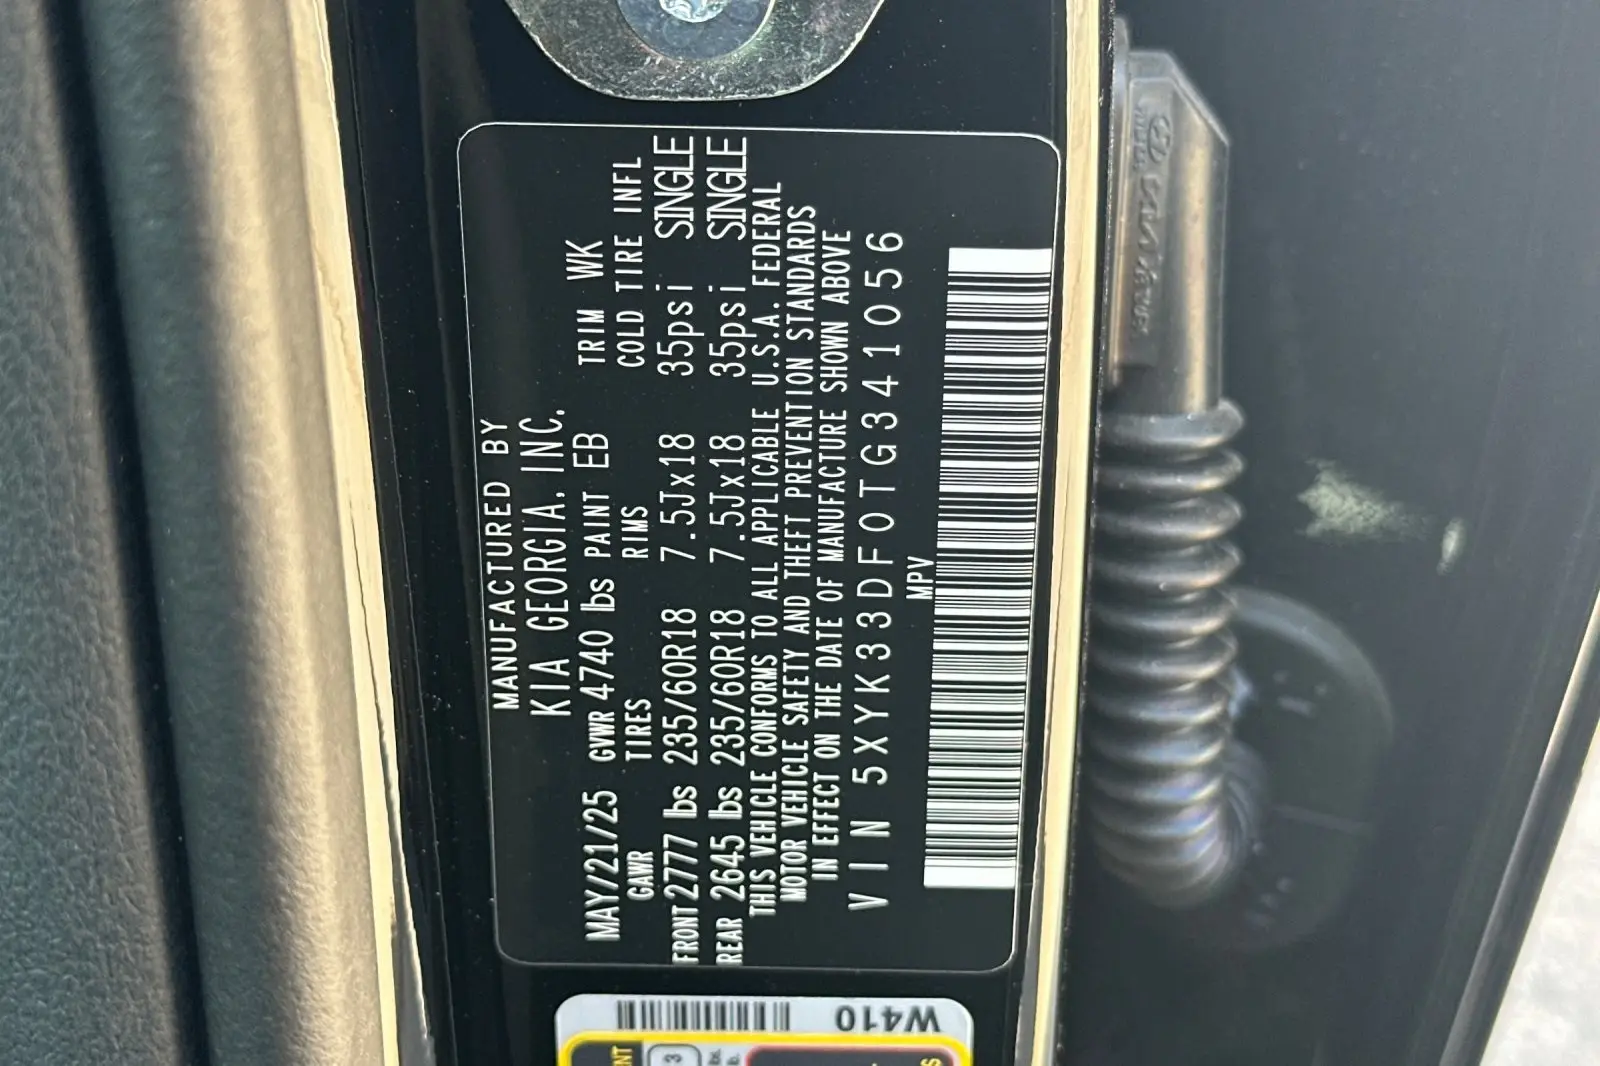 MANUFACTURED BY
KIA GEORGIA. INC.
MAY/21/25 GVWR 4740 lbs PAINT EB TRIM WK
GAWR TIRES RIMS COLD TIRE INFL
FRONT 2777 lbs 235/60R18 7.5Jx18 35psi SINGLE
REAR 2645 lbs 235/60R18 7.5Jx18 35psi SINGLE
THIS VEHICLE CONFORMS TO ALL APPLICABLE U.S.A. FEDERAL
MOTOR VEHICLE SAFETY AND THEFT PREVENTION STANDARDS
IN EFFECT ON THE DATE OF MANUFACTURE SHOWN ABOVE
VIN 5XYK33DF0TG341056
MPV
W410